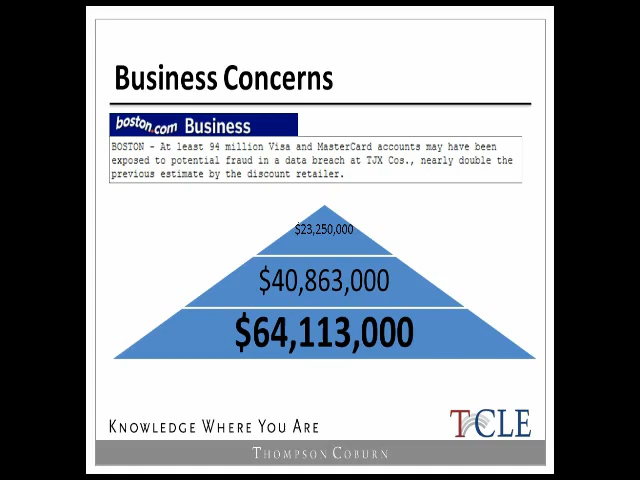 Business Concerns
boston.com Business
BOSTON - At least 94 million Visa and MasterCard accounts may have been
exposed to potential fraud in a data breach at TJX Cos., nearly double the
previous estimate by the discount retailer.
$23,250,000
$40,863,000
$64,113,000
KNOWLEDGE WHERE YOU ARE
TCCLE
THOMPSON COBURN